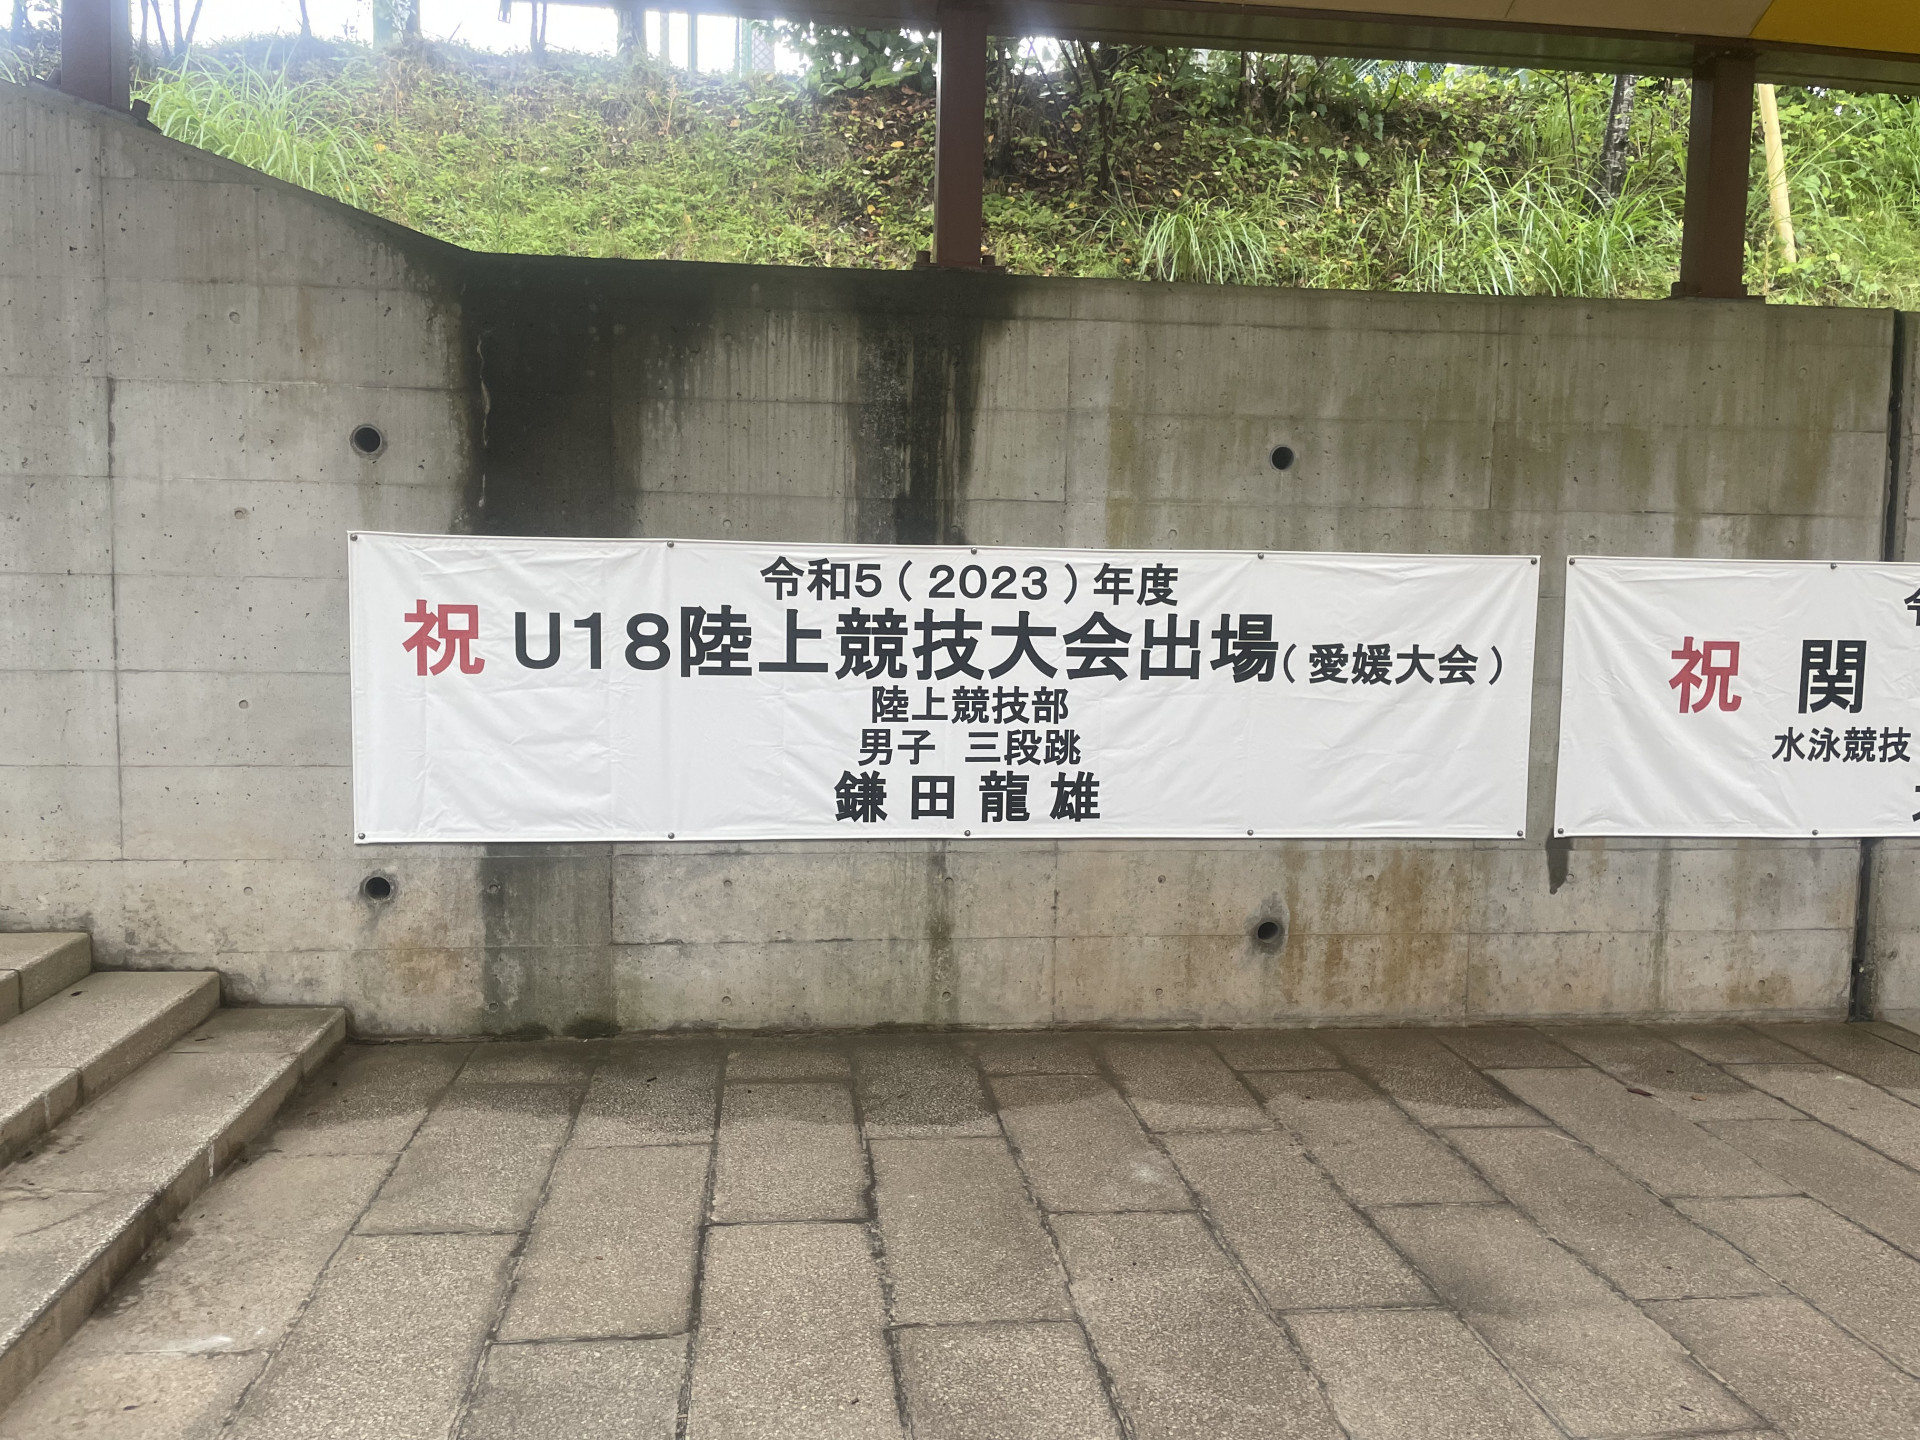 令和5(2023)年度
祝 U18陸上競技大会出場(愛媛大会)
陸上競技部
男子 三段跳
鎌田龍雄
祝 関
水泳競技